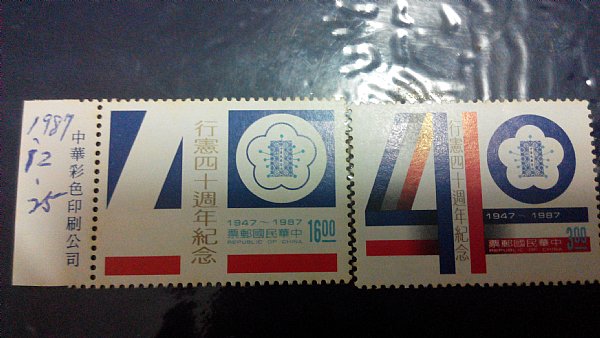 1987
.12
.25
中華彩色印刷公司
40
行憲四十週年紀念
1947～1987
16.00
票郵國民華中
REPUBLIC OF CHINA
40
行憲四十週年紀念
1947～1987
票郵國民華中
REPUBLIC OF CHINA
3.00